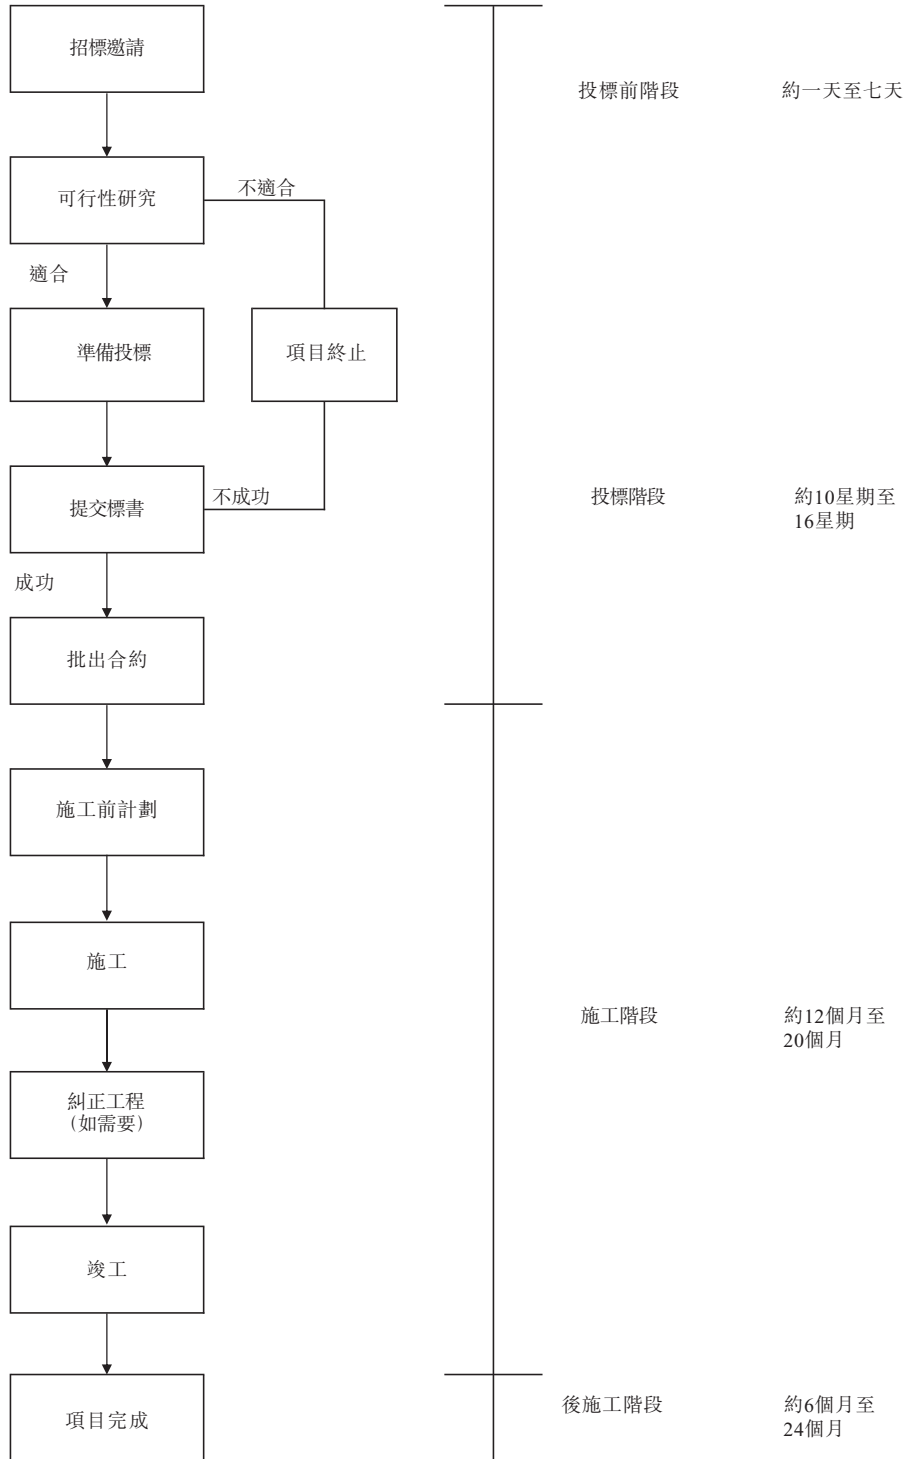 招標邀請
投標前階段
約一天至七天
可行性研究
不適合
適合
準備投標
項目終止
提交標書
不成功
投標階段
約10星期至
16星期
成功
批出合約
施工前計劃
施工
施工階段
約12個月至
20個月
糾正工程
（如需要）
竣工
項目完成
後施工階段
約6個月至
24個月